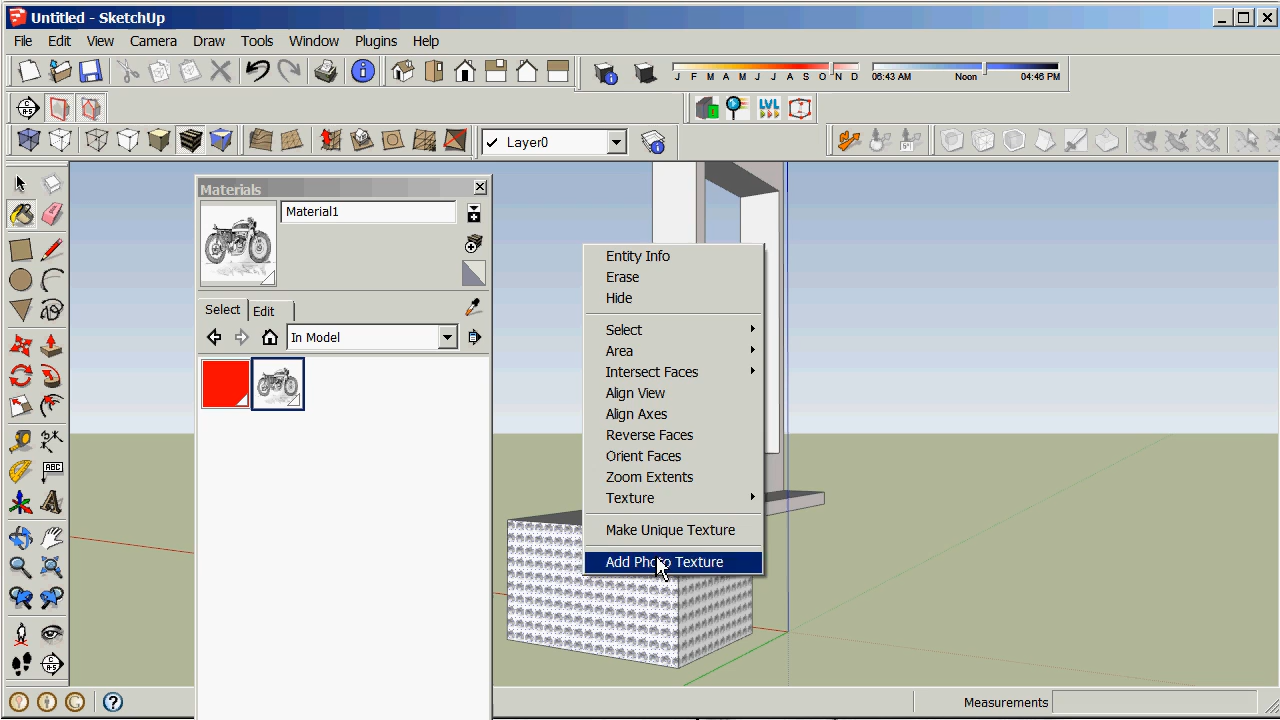 Untitled - SketchUp
File Edit View Camera Draw Tools Window Plugins Help
J F M A M J J A S O N D 06:43 AM Noon 04:46 PM
LVL
Layer0
Materials
Material1
Select Edit
In Model
Entity Info
Erase
Hide
Select
Area
Intersect Faces
Align View
Align Axes
Reverse Faces
Orient Faces
Zoom Extents
Texture
Make Unique Texture
Add Photo Texture
ABC
Measurements